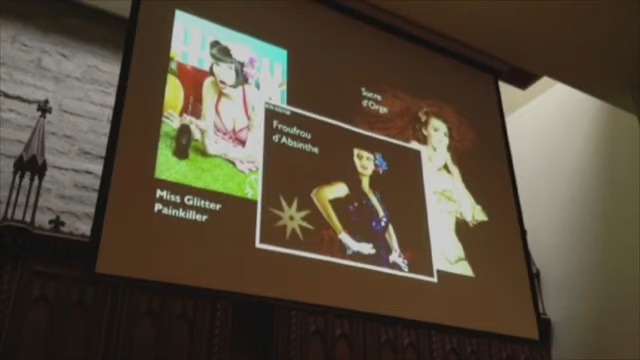 Sucre
d'Orge
Froufrou
d'Absinthe
Miss Glitter
Painkiller